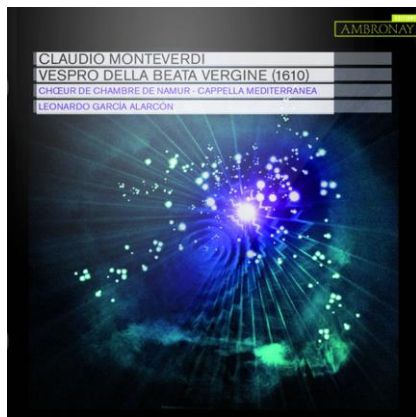 AMBRONAY
CLAUDIO MONTEVERDI
VESPRO DELLA BEATA VERGINE (1610)
CHŒUR DE CHAMBRE DE NAMUR - CAPPELLA MEDITERRANEA
LEONARDO GARCÍA ALARCÓN